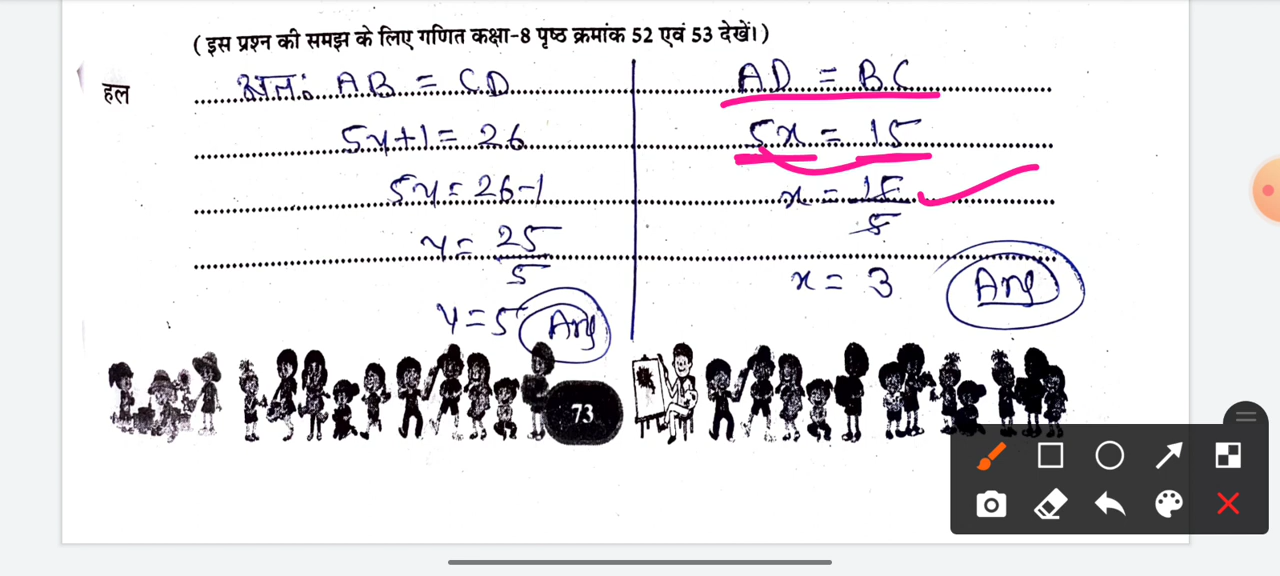 ( इस प्रश्न की समझ के लिए गणित कक्षा-8 पृष्ठ क्रमांक 52 एवं 53 देखें। )
हल
अतः AB = CD
5y+1 = 26
5y = 26-1
y = 25/5
y = 5 Ans
AD = BC
5x = 15
x = 15/5
x = 3 Ans
73